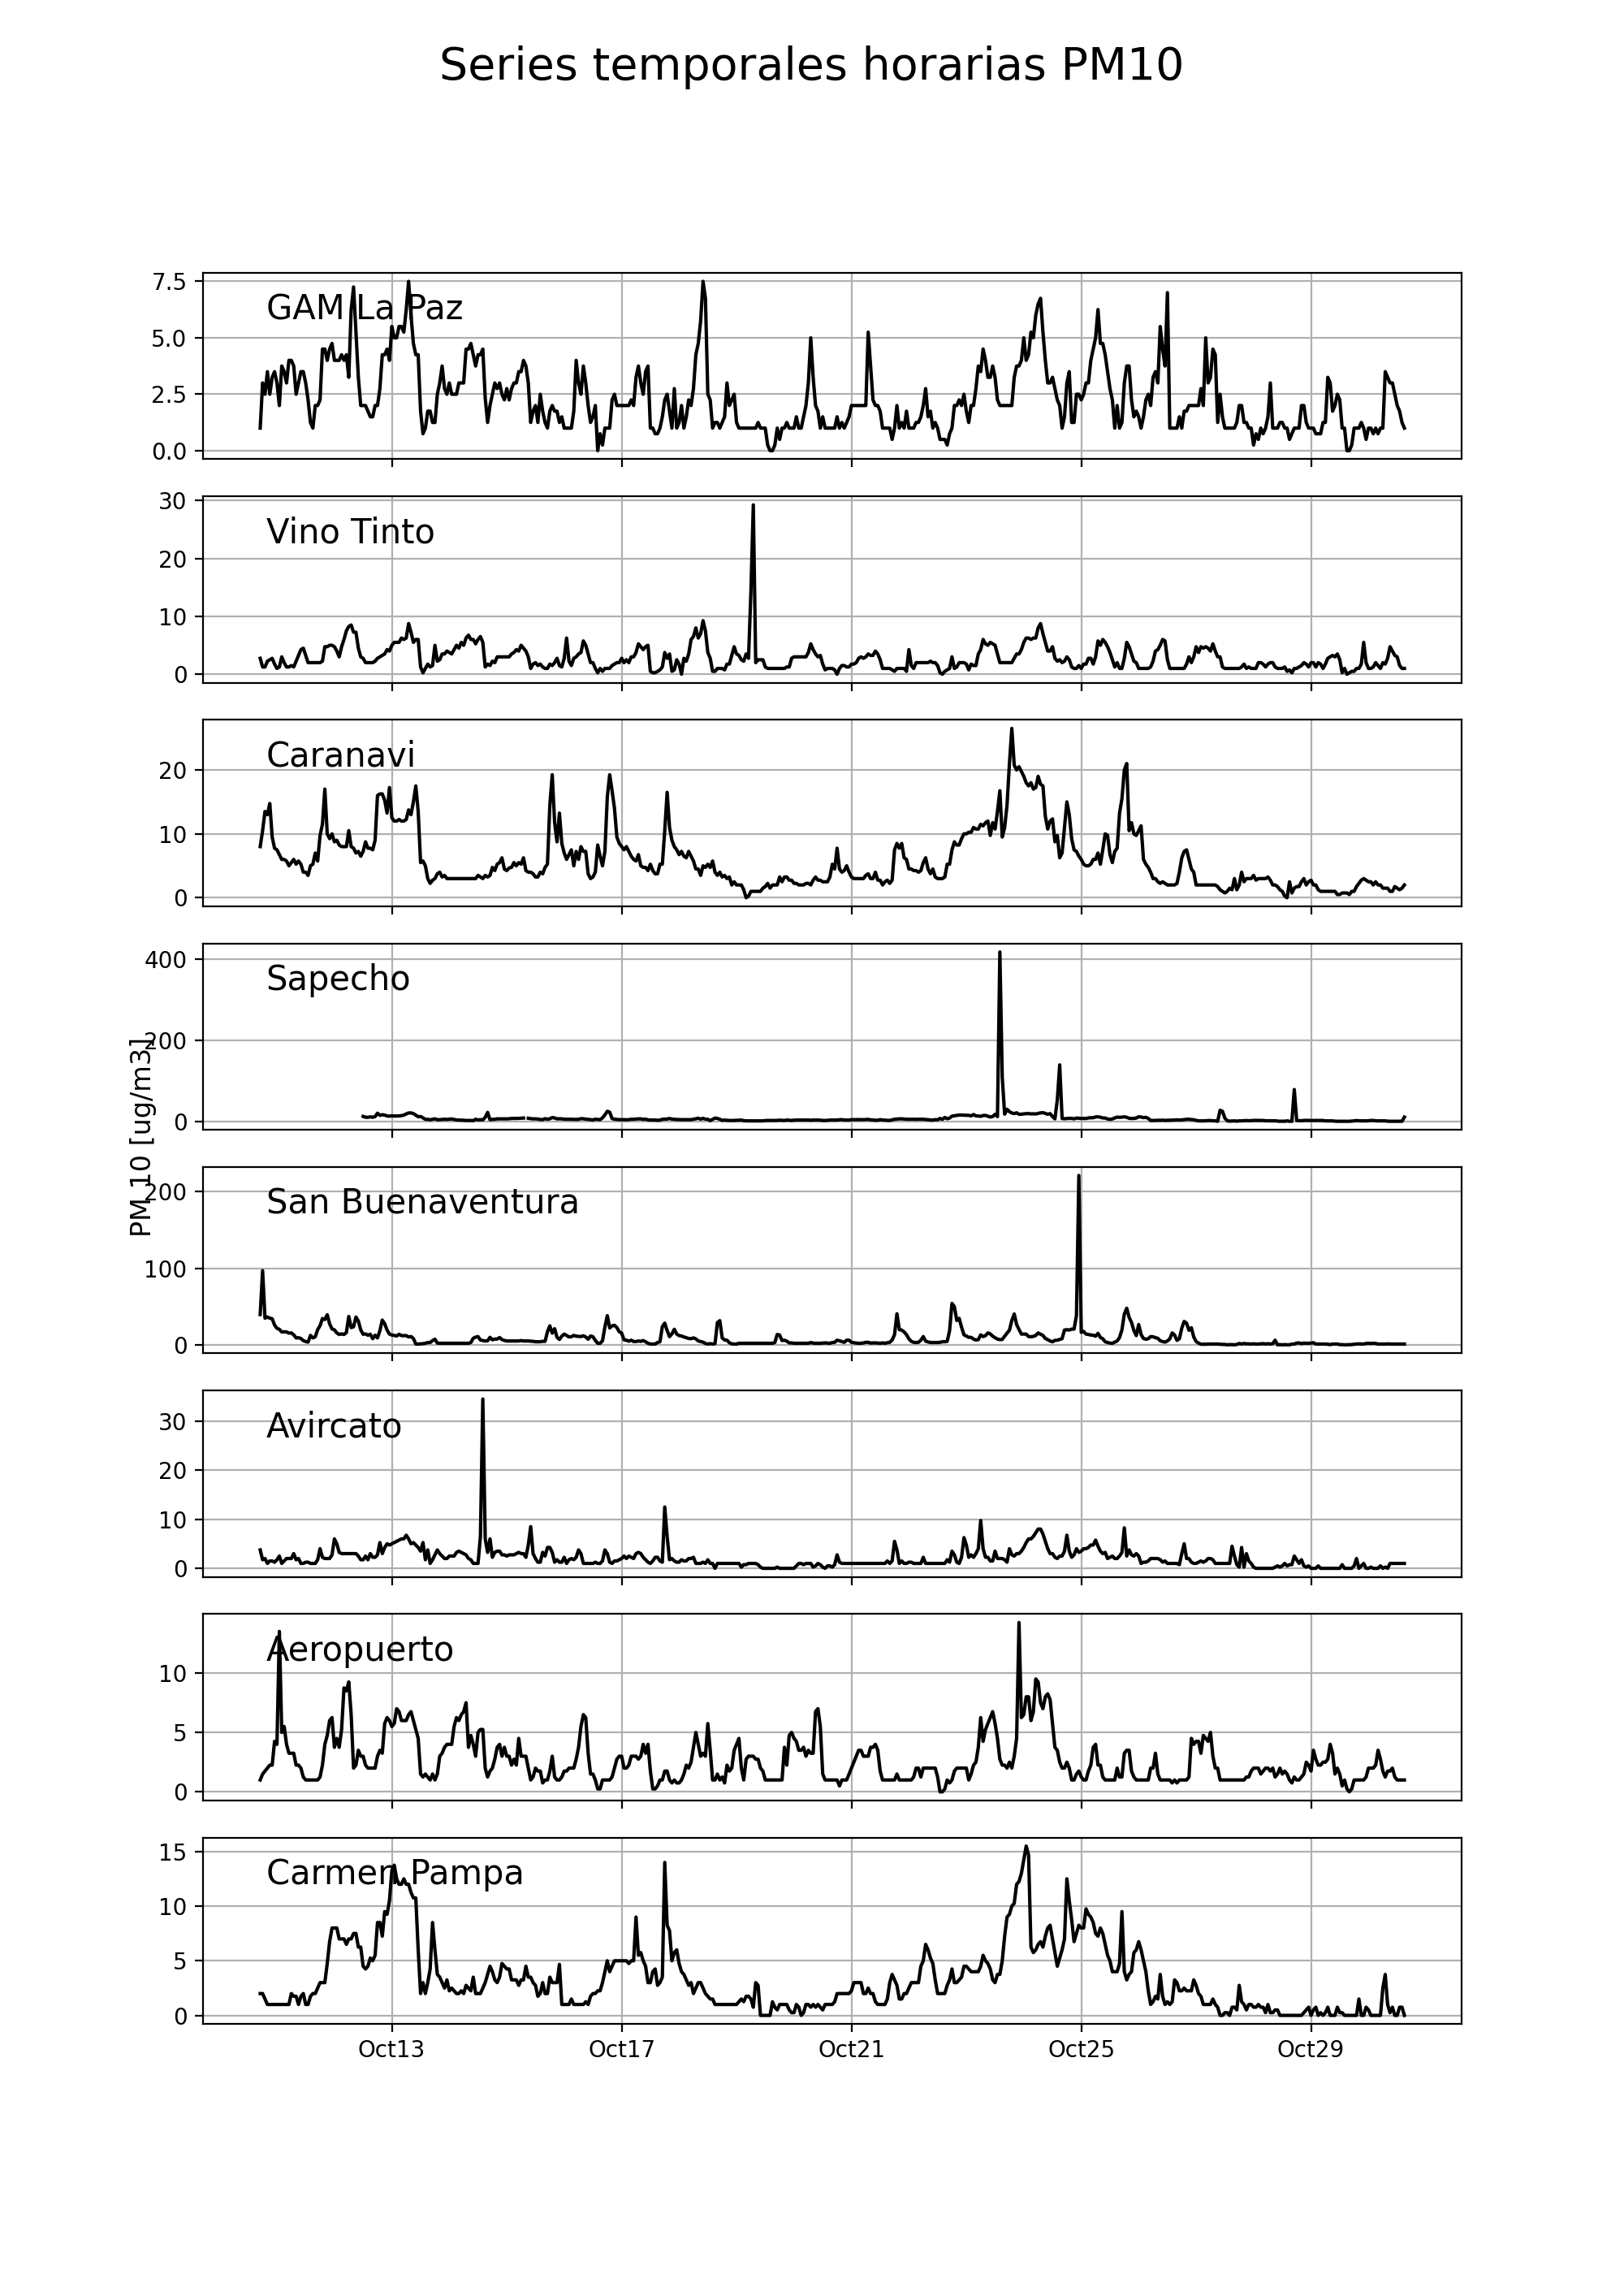 Series temporales horarias PM10
GAM La Paz
7.5
5.0
2.5
0.0
Vino Tinto
30
20
10
0
Caranavi
20
10
0
Sapecho
400
200
0
PM 10 [ug/m3]
San Buenaventura
200
100
0
Avircato
30
20
10
0
Aeropuerto
10
5
0
Carmen Pampa
15
10
5
0
Oct13 Oct17 Oct21 Oct25 Oct29